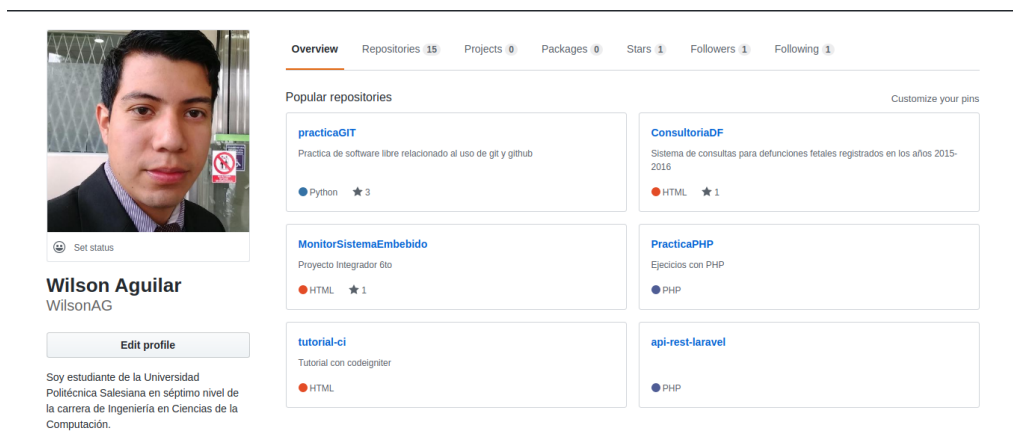 Overview Repositories 15 Projects 0 Packages 0 Stars 1 Followers 1 Following 1
Popular repositories
Customize your pins
practicaGIT
Practica de software libre relacionado al uso de git y github
Python 3
ConsultoriaDF
Sistema de consultas para defunciones fetales registrados en los años 2015-
2016
HTML 1
MonitorSistemaEmbebido
Proyecto Integrador 6to
HTML 1
PracticaPHP
Ejecicios con PHP
PHP
tutorial-ci
Tutorial con codeigniter
HTML
api-rest-laravel
PHP
Set status
Wilson Aguilar
WilsonAG
Edit profile
Soy estudiante de la Universidad
Politécnica Salesiana en séptimo nivel de
la carrera de Ingeniería en Ciencias de la
Computación.